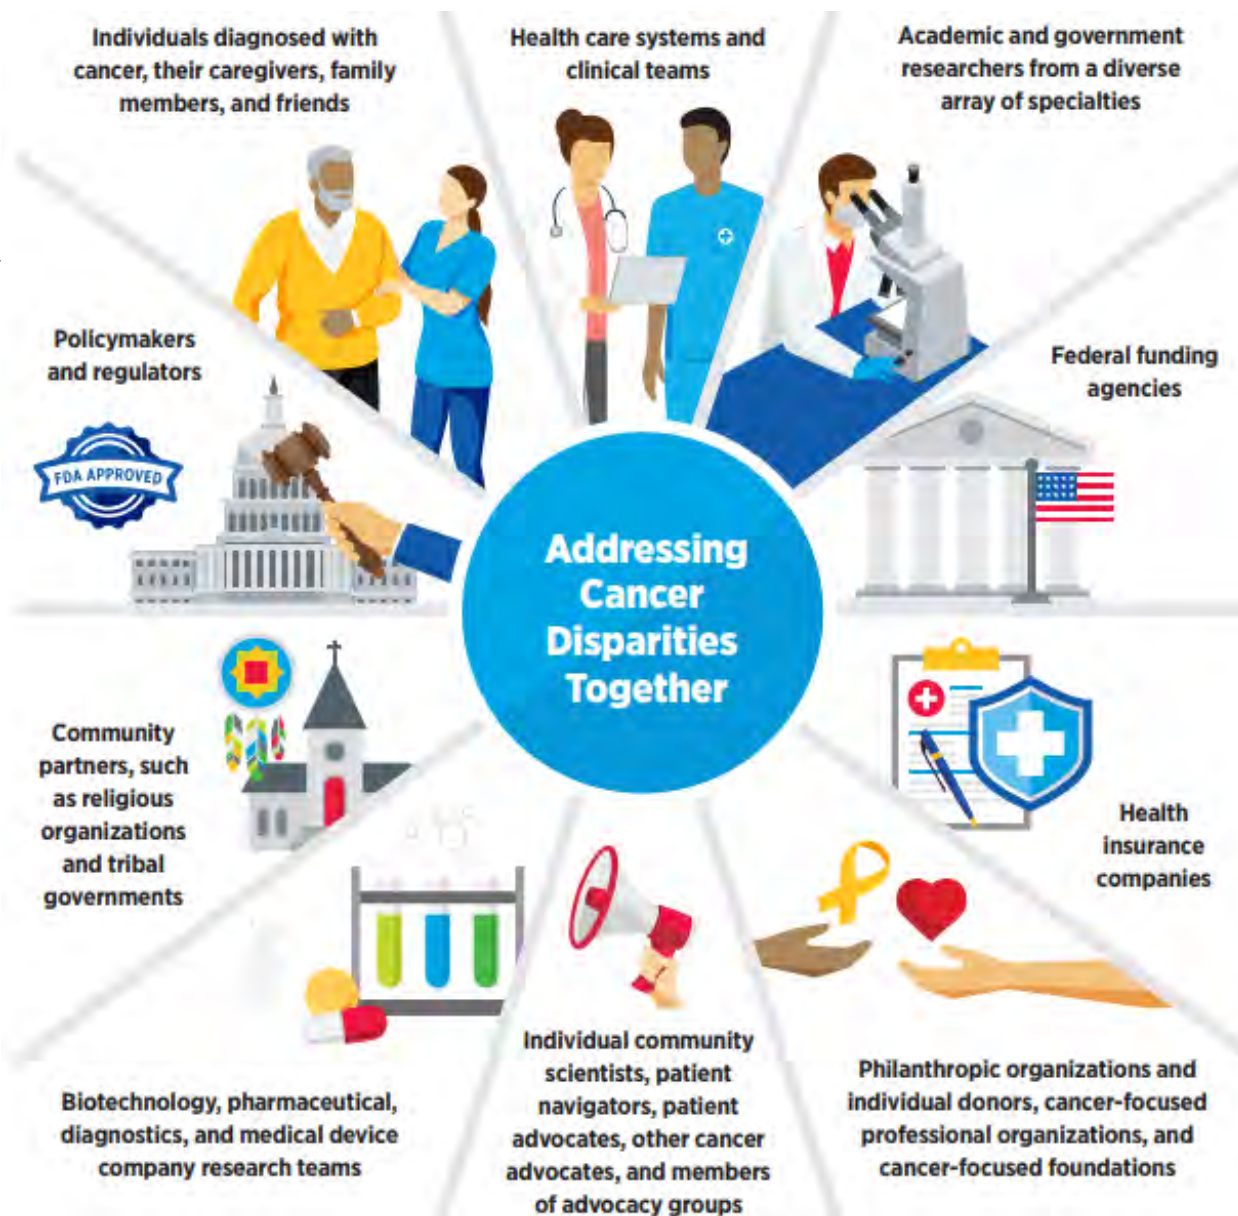 Individuals diagnosed with
cancer, their caregivers, family
members, and friends
Health care systems and
clinical teams
Academic and government
researchers from a diverse
array of specialties
Policymakers
and regulators
FDA APPROVED
Federal funding
agencies
Addressing
Cancer
Disparities
Together
Community
partners, such
as religious
organizations
and tribal
governments
Health
insurance
companies
Biotechnology, pharmaceutical,
diagnostics, and medical device
company research teams
Individual community
scientists, patient
navigators, patient
advocates, other cancer
advocates, and members
of advocacy groups
Philanthropic organizations and
individual donors, cancer-focused
professional organizations, and
cancer-focused foundations